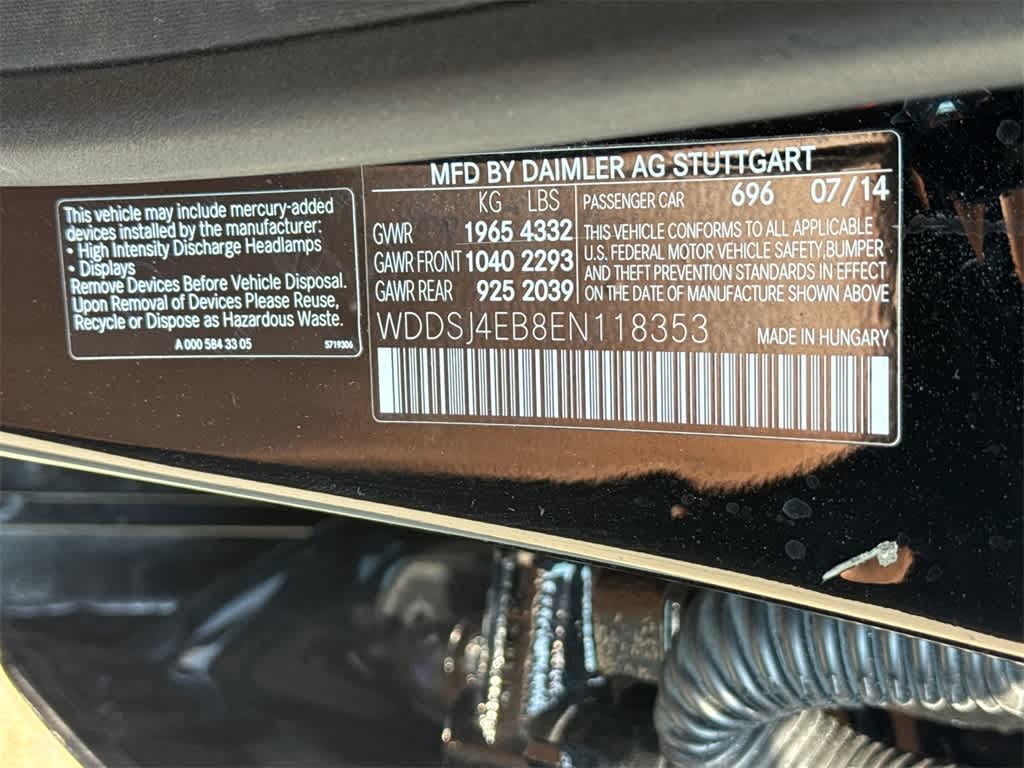 This vehicle may include mercury-added
devices installed by the manufacturer:
• High Intensity Discharge Headlamps
• Displays
Remove Devices Before Vehicle Disposal.
Upon Removal of Devices Please Reuse,
Recycle or Dispose as Hazardous Waste.
A 000 584 33 05 5719306
MFD BY DAIMLER AG STUTTGART
KG LBS PASSENGER CAR 696 07/14
GVWR 1965 4332
GAWR FRONT 1040 2293
GAWR REAR 925 2039
THIS VEHICLE CONFORMS TO ALL APPLICABLE
U.S. FEDERAL MOTOR VEHICLE SAFETY, BUMPER
AND THEFT PREVENTION STANDARDS IN EFFECT
ON THE DATE OF MANUFACTURE SHOWN ABOVE
WDDSJ4EB8EN118353 MADE IN HUNGARY